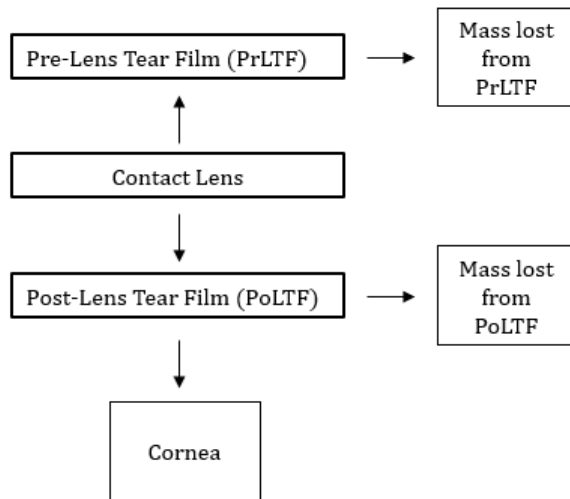 Pre-Lens Tear Film (PrLTF)
Mass lost
from
PrLTF
Contact Lens
Post-Lens Tear Film (PoLTF)
Mass lost
from
PoLTF
Cornea